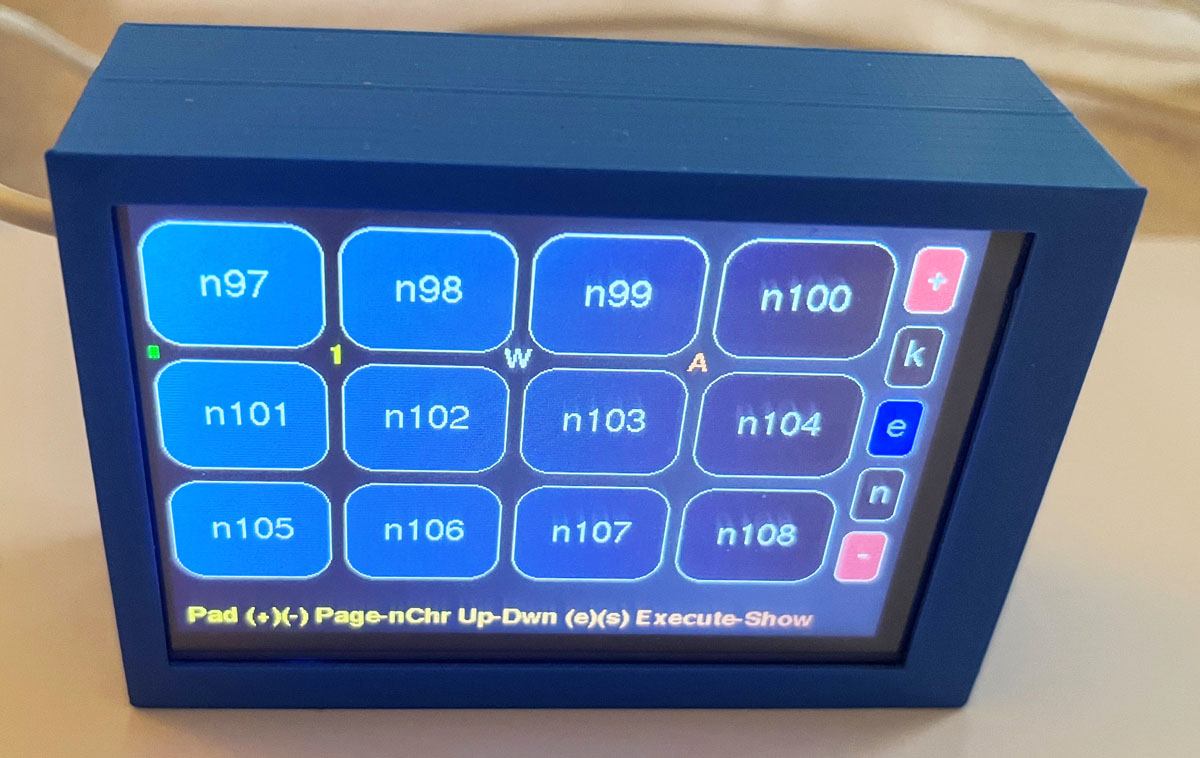 n97 n98 n99 n100 +
1 W A k
n101 n102 n103 n104 e
n
n105 n106 n107 n108 -
Pad (+)(-) Page-nChr Up-Dwn (e)(s) Execute-Show